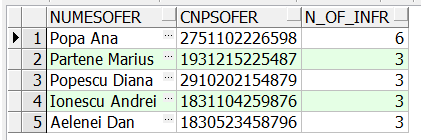 NUMESOFER CNPSOFER N_OF_INFR
1 Popa Ana ... 2751102226598 6
2 Partene Marius ... 1931215225487 3
3 Popescu Diana ... 2910202154879 3
4 Ionescu Andrei ... 1831104259876 3
5 Aelenei Dan ... 1830523458796 3